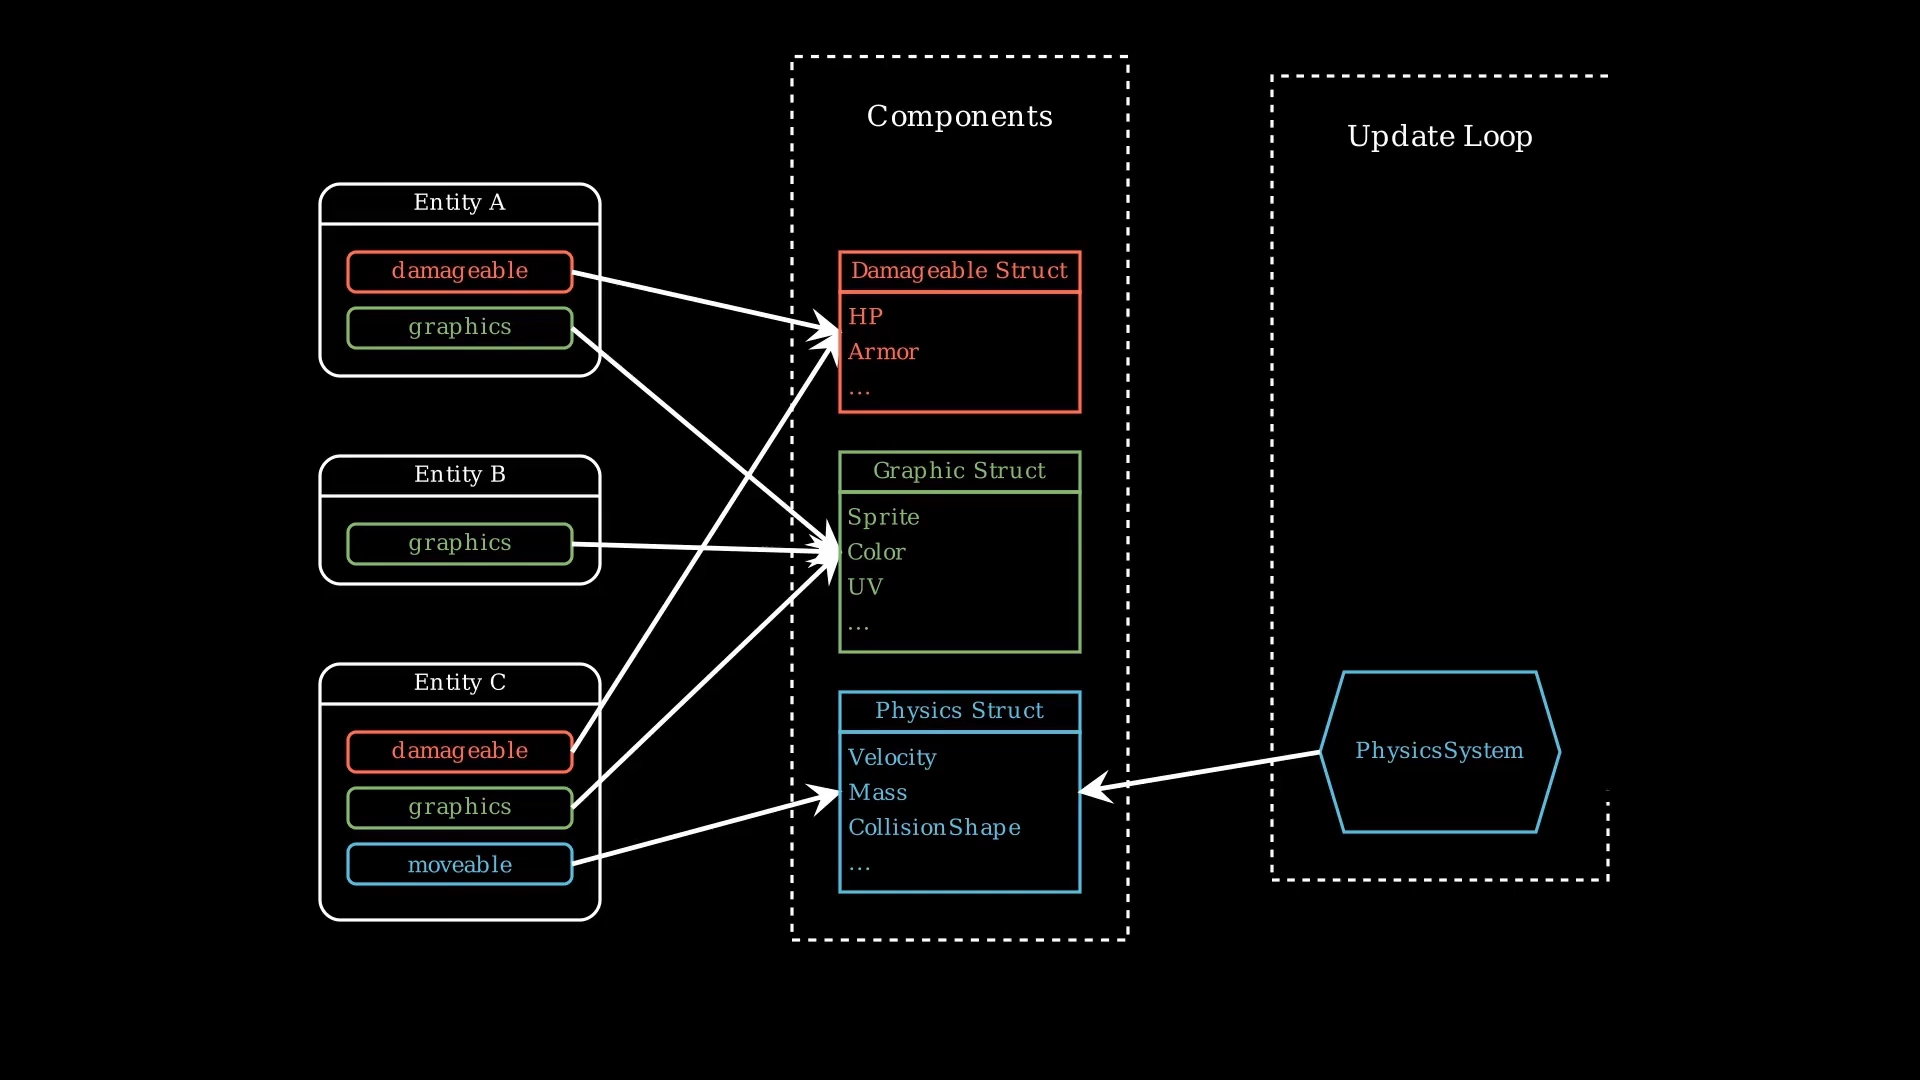 Entity A
damageable
graphics
Entity B
graphics
Entity C
damageable
graphics
moveable
Components
Damageable Struct
HP
Armor
...
Graphic Struct
Sprite
Color
UV
...
Physics Struct
Velocity
Mass
CollisionShape
...
Update Loop
PhysicsSystem